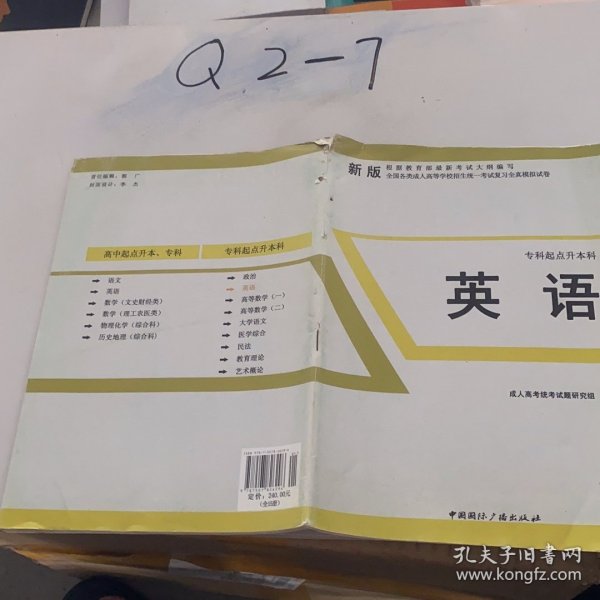 Q2-7
责任编辑：郭 广
封面设计：李 杰
高中起点升本、专科
专科起点升本科
➡ 语文
➡ 英语
➡ 数学（文史财经类）
➡ 数学（理工农医类）
➡ 物理化学（综合科）
➡ 历史地理（综合科）
➡ 政治
➡ 英语
➡ 高等数学（一）
➡ 高等数学（二）
➡ 大学语文
➡ 医学综合
➡ 民法
➡ 教育理论
➡ 艺术概论
定价：240.00元
新版
根据教育部最新考试大纲编写
全国各类成人高等学校招生统一考试复习全真模拟试卷
专科起点升本科
英语
成人高考统考试题研究组
中国国际广播出版社
孔夫子旧书网
www.kongfz.com